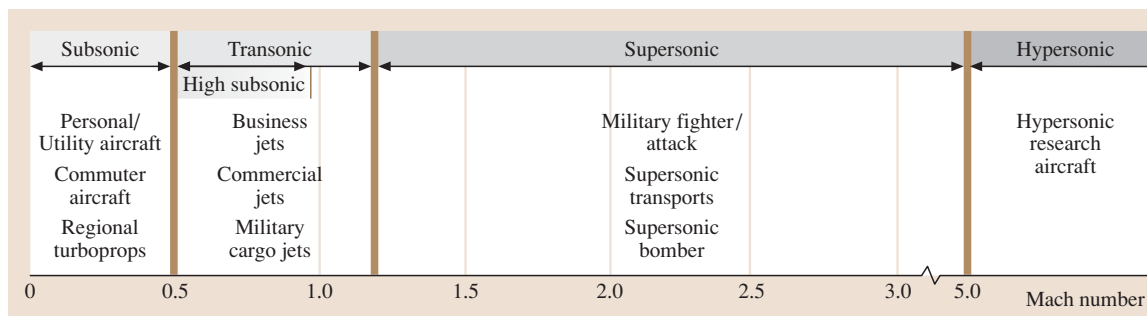 Subsonic
Transonic
Supersonic
Hypersonic
High subsonic
Personal/
Utility aircraft
Commuter
aircraft
Regional
turboprops
Business
jets
Commercial
jets
Military
cargo jets
Military fighter/
attack
Supersonic
transports
Supersonic
bomber
Hypersonic
research
aircraft
0
0.5
1.0
1.5
2.0
2.5
3.0
5.0
Mach number